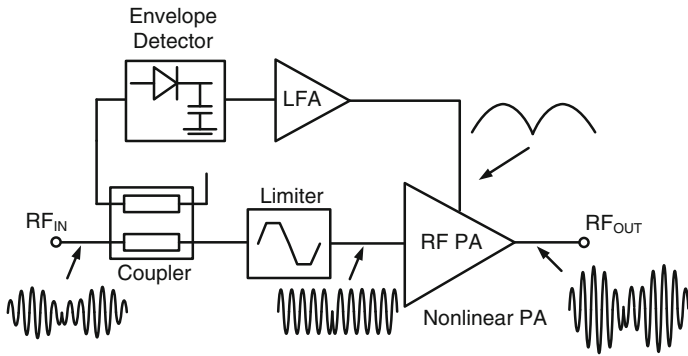 Envelope
Detector
LFA
Limiter
RF_IN
RF PA
RF_OUT
Coupler
Nonlinear PA